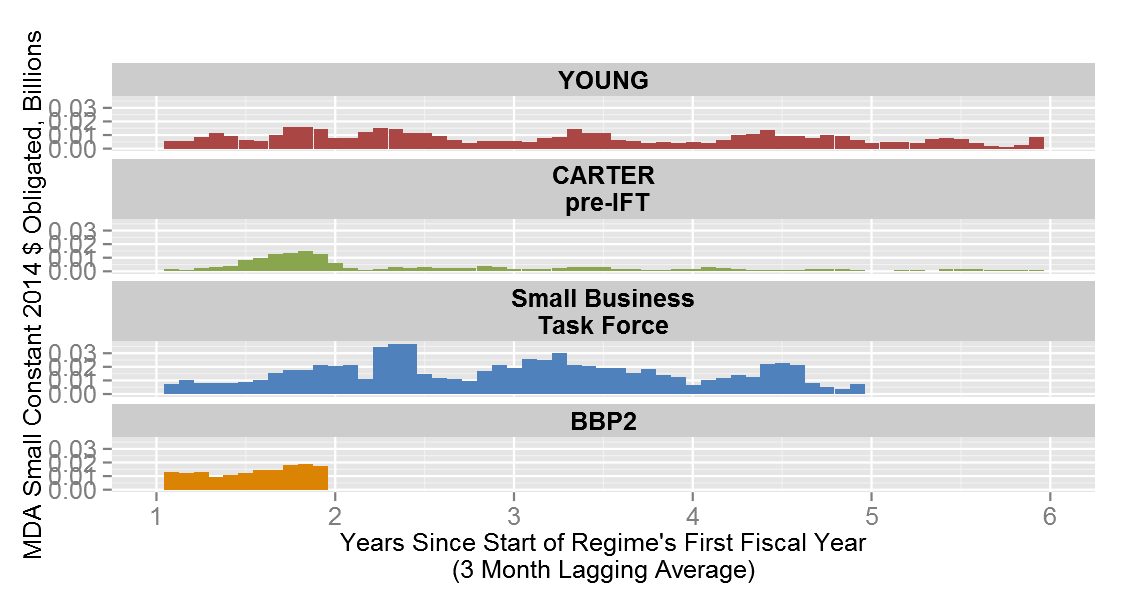 MDA Small Constant 2014 $ Obligated, Billions
YOUNG
0.03
0.02
0.01
0.00
CARTER
pre-IFT
0.03
0.02
0.01
0.00
Small Business
Task Force
0.03
0.02
0.01
0.00
BBP2
0.03
0.02
0.01
0.00
1 2 3 4 5 6
Years Since Start of Regime's First Fiscal Year
(3 Month Lagging Average)